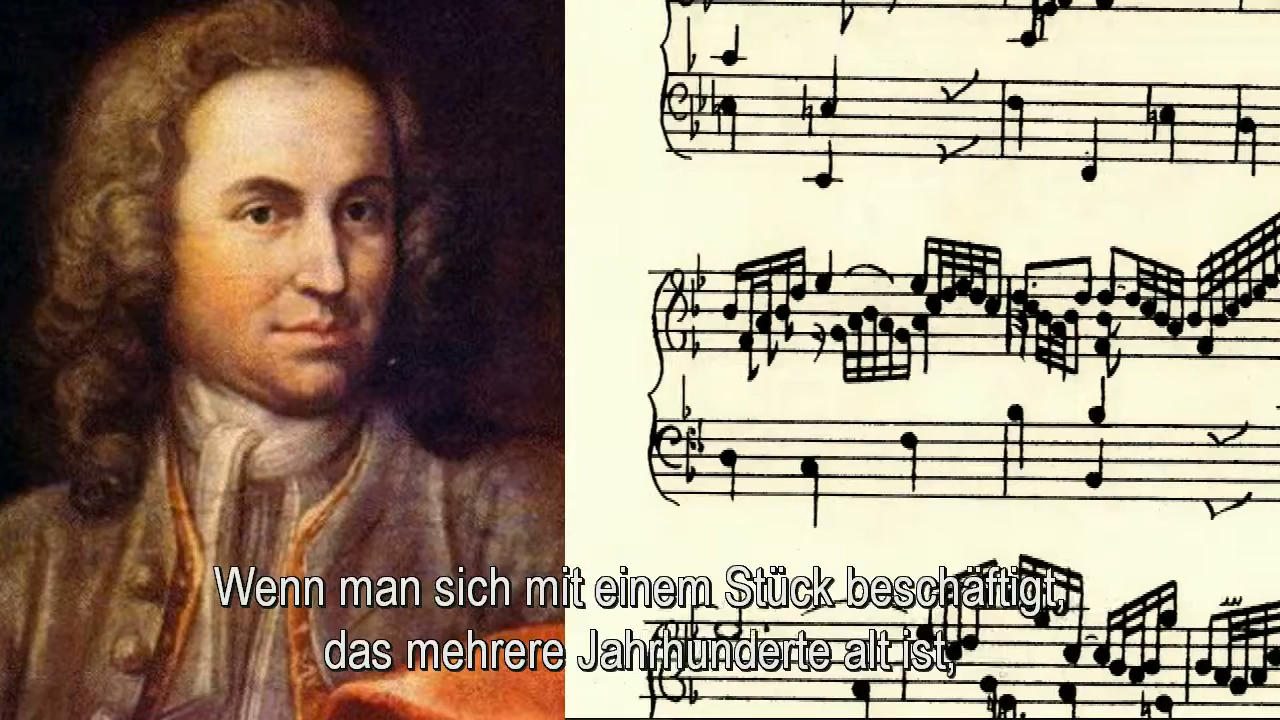 Wenn man sich mit einem Stück beschäftigt,
das mehrere Jahrhunderte alt ist,